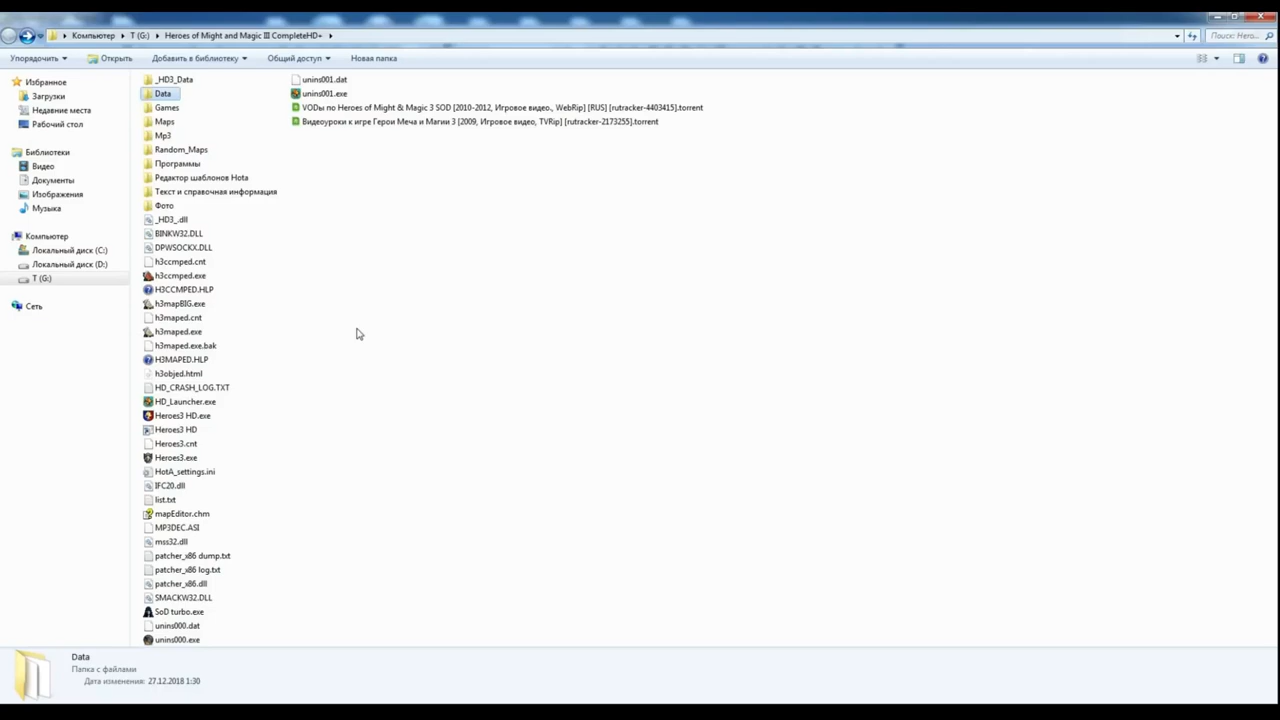 Компьютер
T (G:)
Heroes of Might and Magic III CompleteHD+
Поиск: Hero...
Упорядочить
Открыть
Добавить в библиотеку
Общий доступ
Новая папка
Избранное
Загрузки
Недавние места
Рабочий стол
Библиотеки
Видео
Документы
Изображения
Музыка
Компьютер
Локальный диск (C:)
Локальный диск (D:)
T (G:)
Сеть
_HD3_Data
Data
Games
Maps
Mp3
Random_Maps
Программы
Редактор шаблонов Hota
Текст и справочная информация
Фото
_HD3_.dll
BINKW32.DLL
DPWSOCKX.DLL
h3ccmped.cnt
h3ccmped.exe
H3CCMPED.HLP
h3mapBIG.exe
h3maped.cnt
h3maped.exe
h3maped.exe.bak
H3MAPED.HLP
h3objed.html
HD_CRASH_LOG.TXT
HD_Launcher.exe
Heroes3 HD.exe
Heroes3 HD
Heroes3.cnt
Heroes3.exe
HotA_settings.ini
IFC20.dll
list.txt
mapEditor.chm
MP3DEC.ASI
mss32.dll
patcher_x86 dump.txt
patcher_x86 log.txt
patcher_x86.dll
SMACKW32.DLL
SoD turbo.exe
unins000.dat
unins000.exe
unins001.dat
unins001.exe
VODы по Heroes of Might & Magic 3 SOD [2010-2012, Игровое видео., WebRip] [RUS] [rutracker-4403415].torrent
Видеоуроки к игре Герои Меча и Магии 3 [2009, Игровое видео, TVRip] [rutracker-2173255].torrent
Data
Папка с файлами
Дата изменения: 27.12.2018 1:30